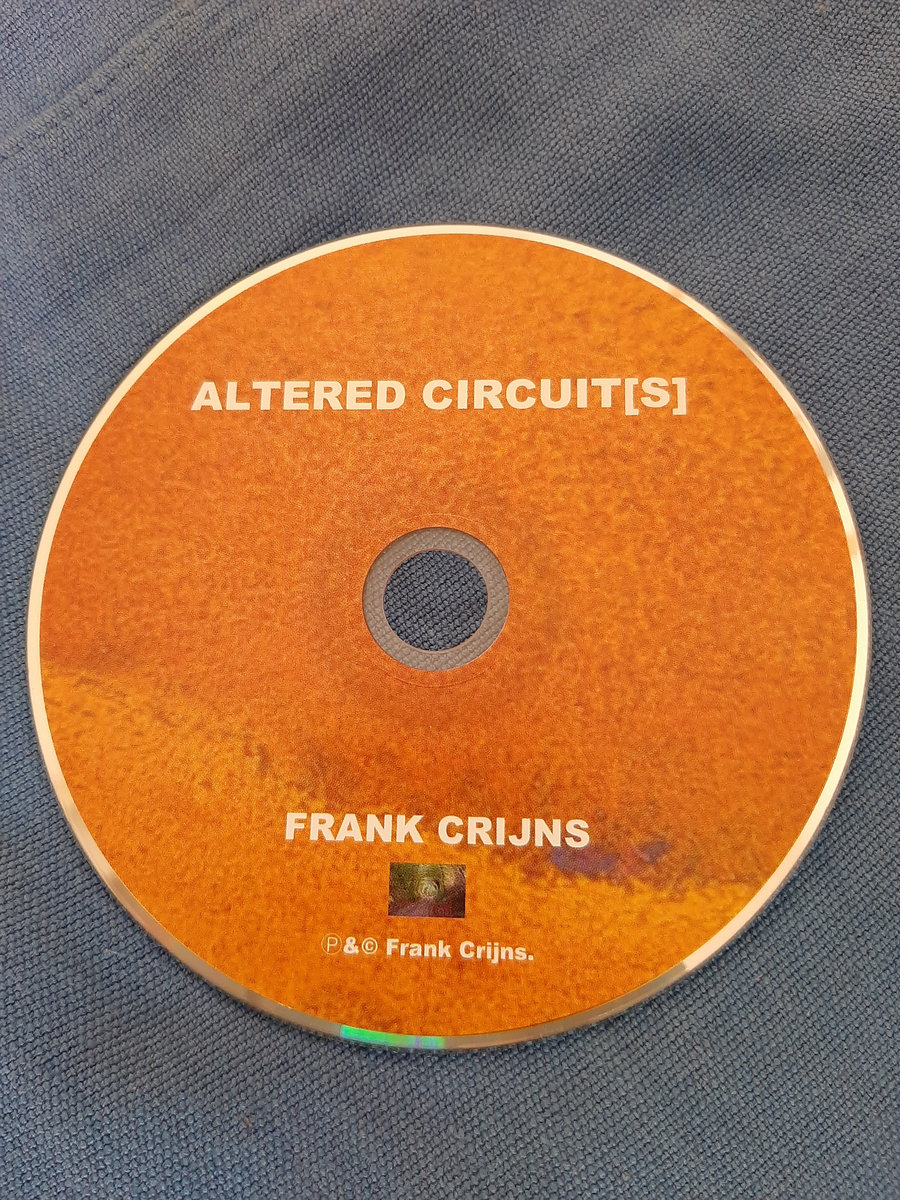 ALTERED CIRCUIT[S]
FRANK CRIJNS
℗&© Frank Crijns.